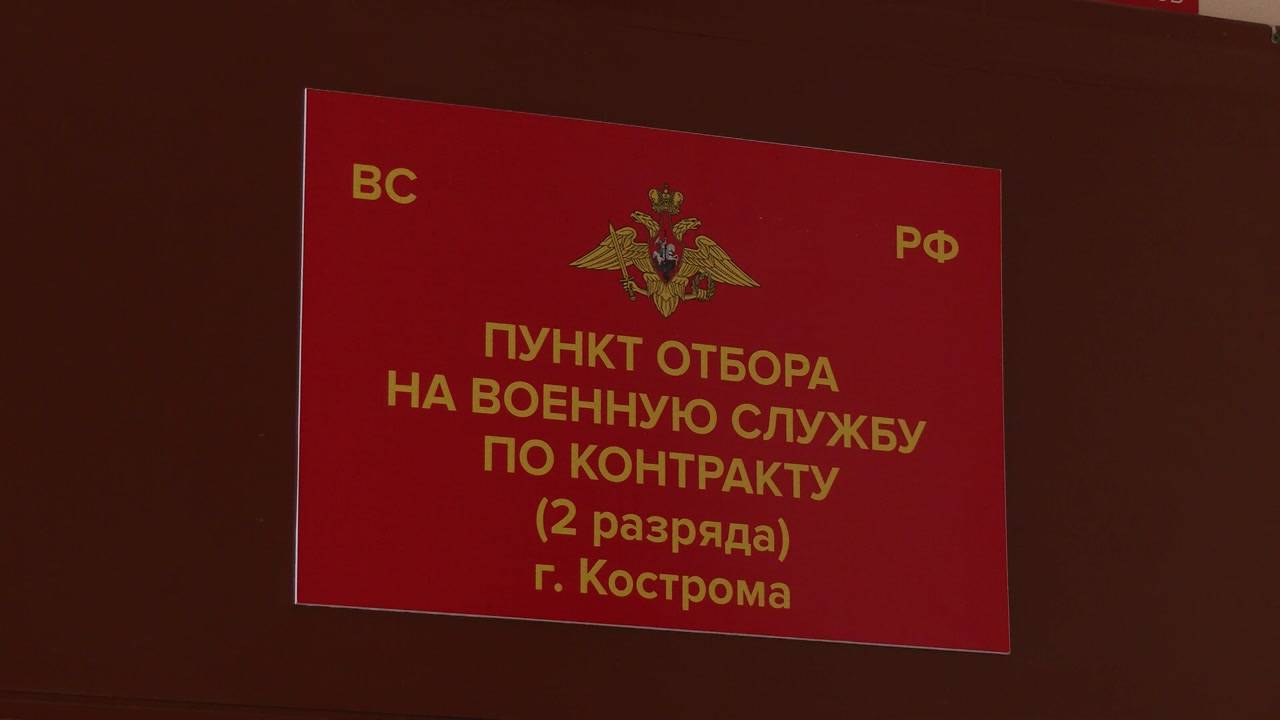 ВС
РФ
ПУНКТ ОТБОРА
НА ВОЕННУЮ СЛУЖБУ
ПО КОНТРАКТУ
(2 разряда)
г. Кострома